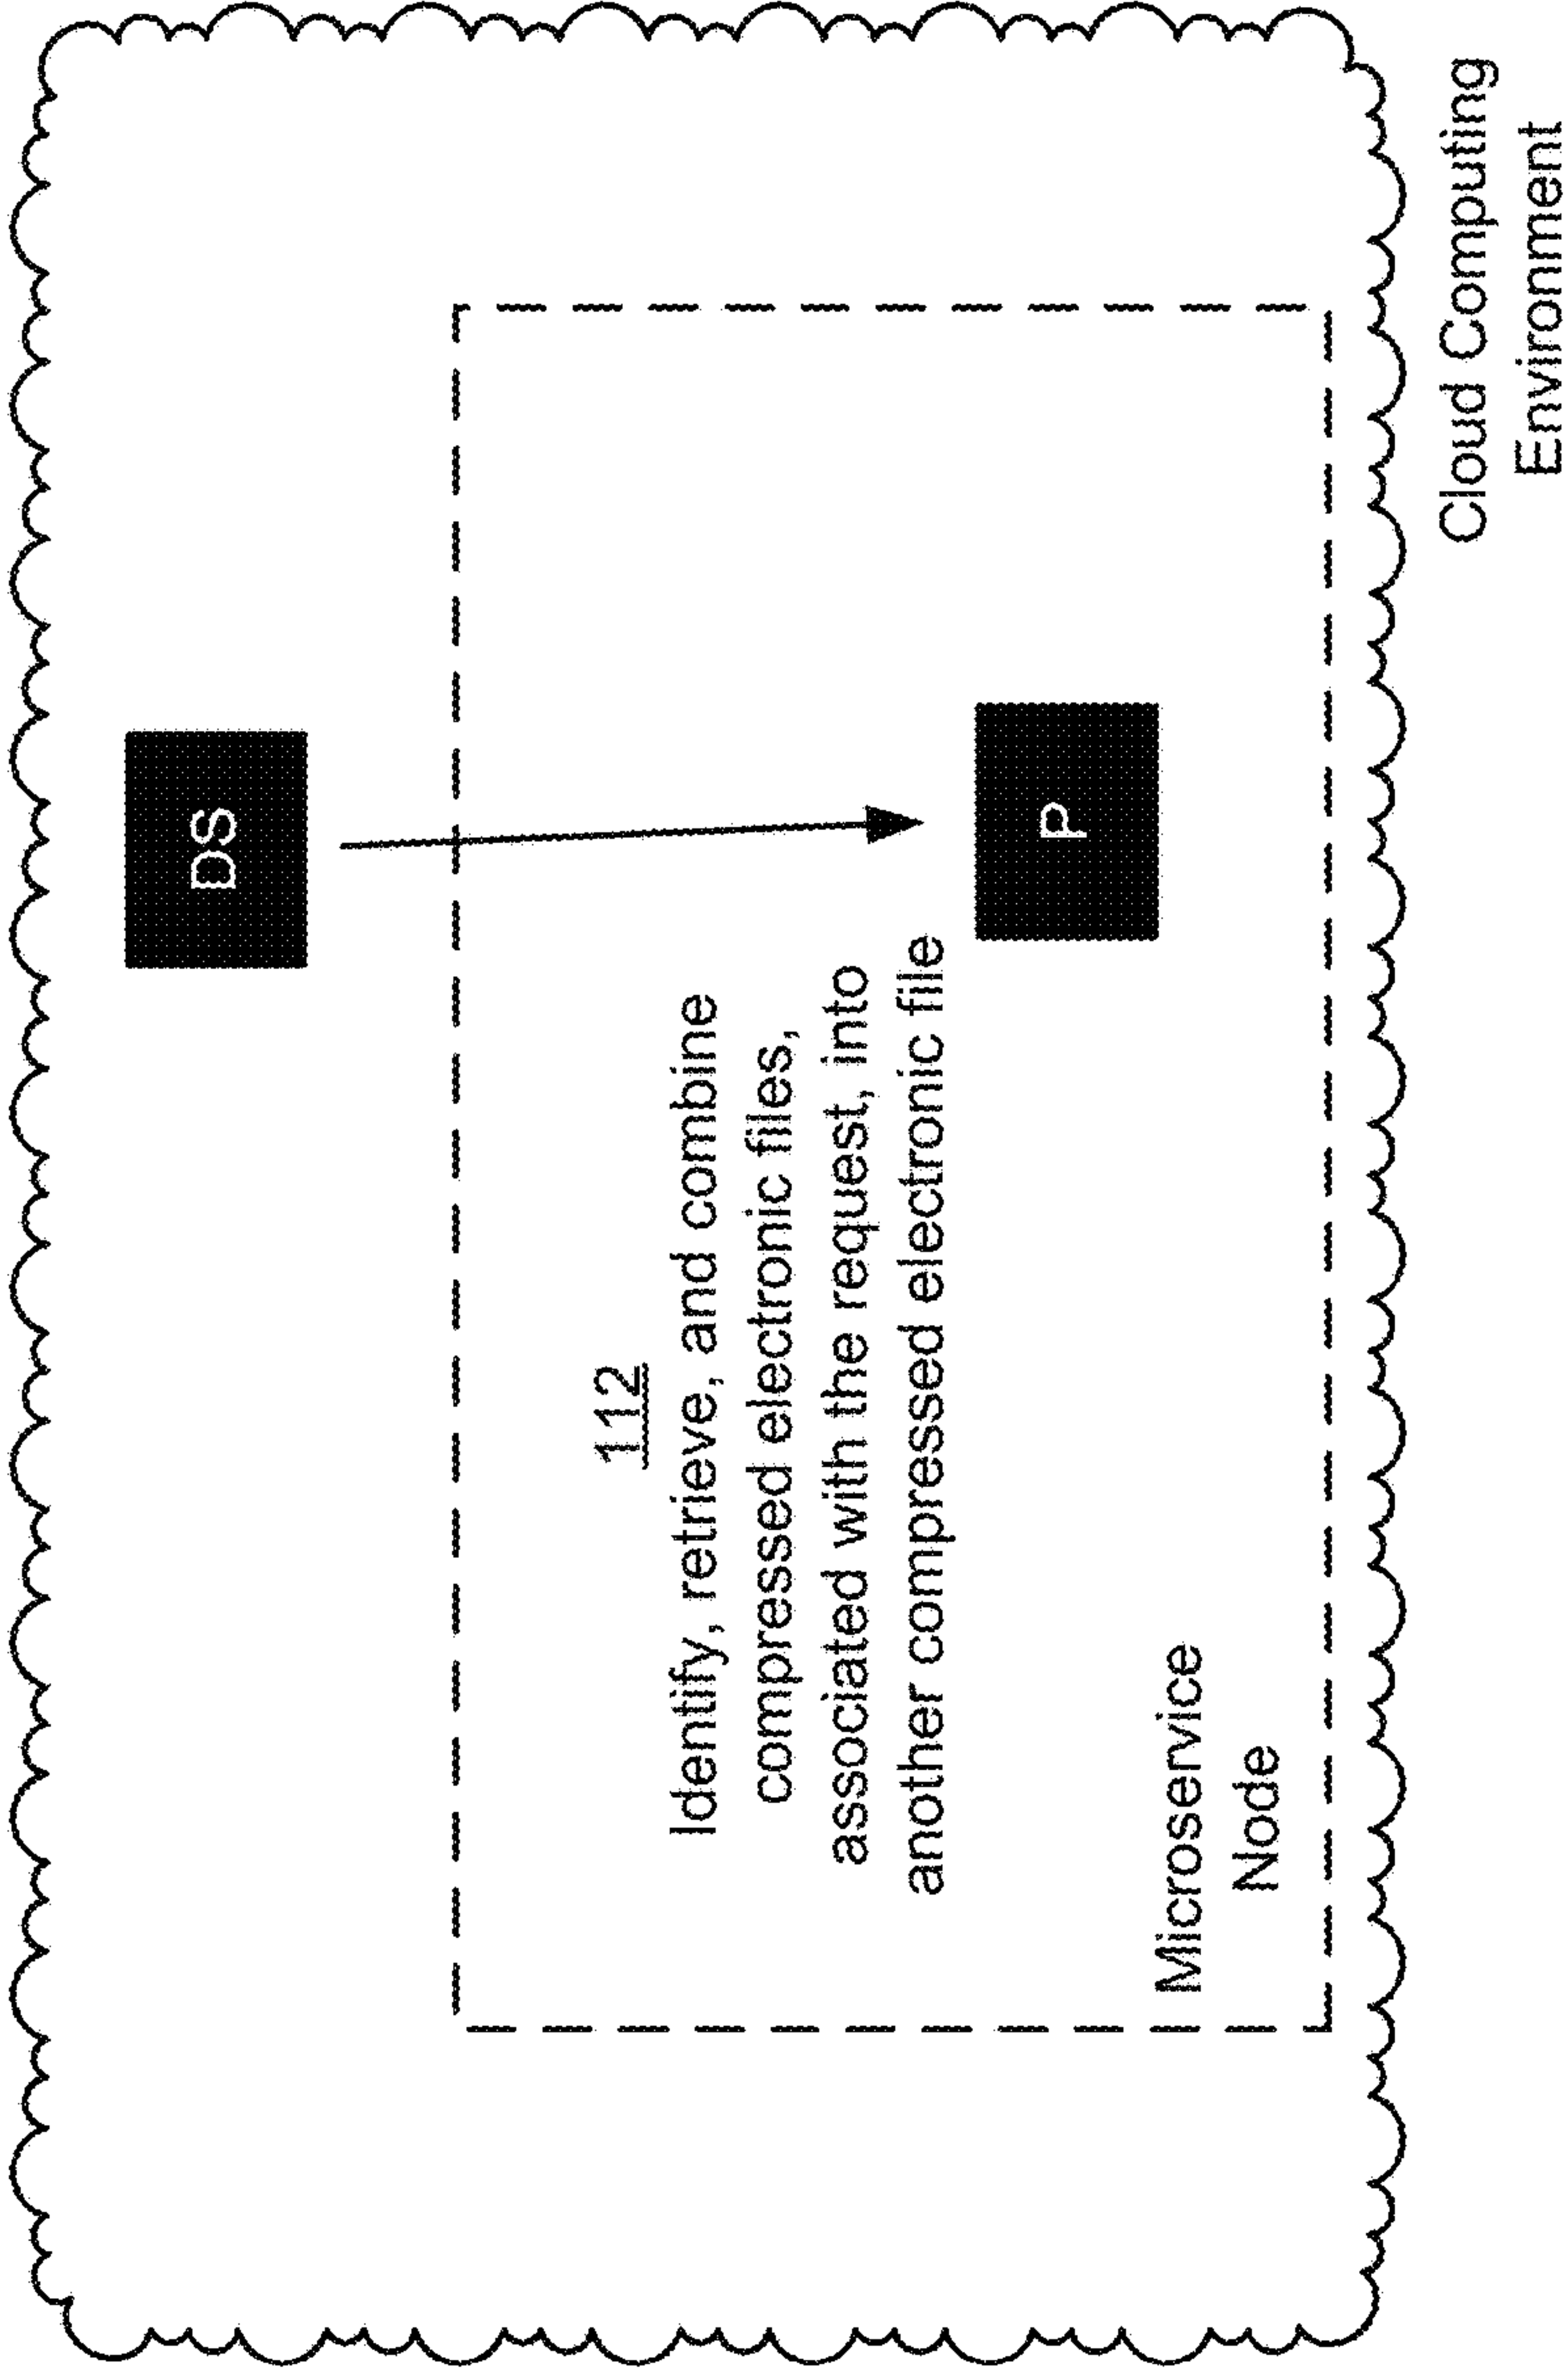 DS
112
Identify, retrieve, and combine
compressed electronic files,
associated with the request, into
another compressed electronic file
P
Microservice
Node
Cloud Computing
Environment